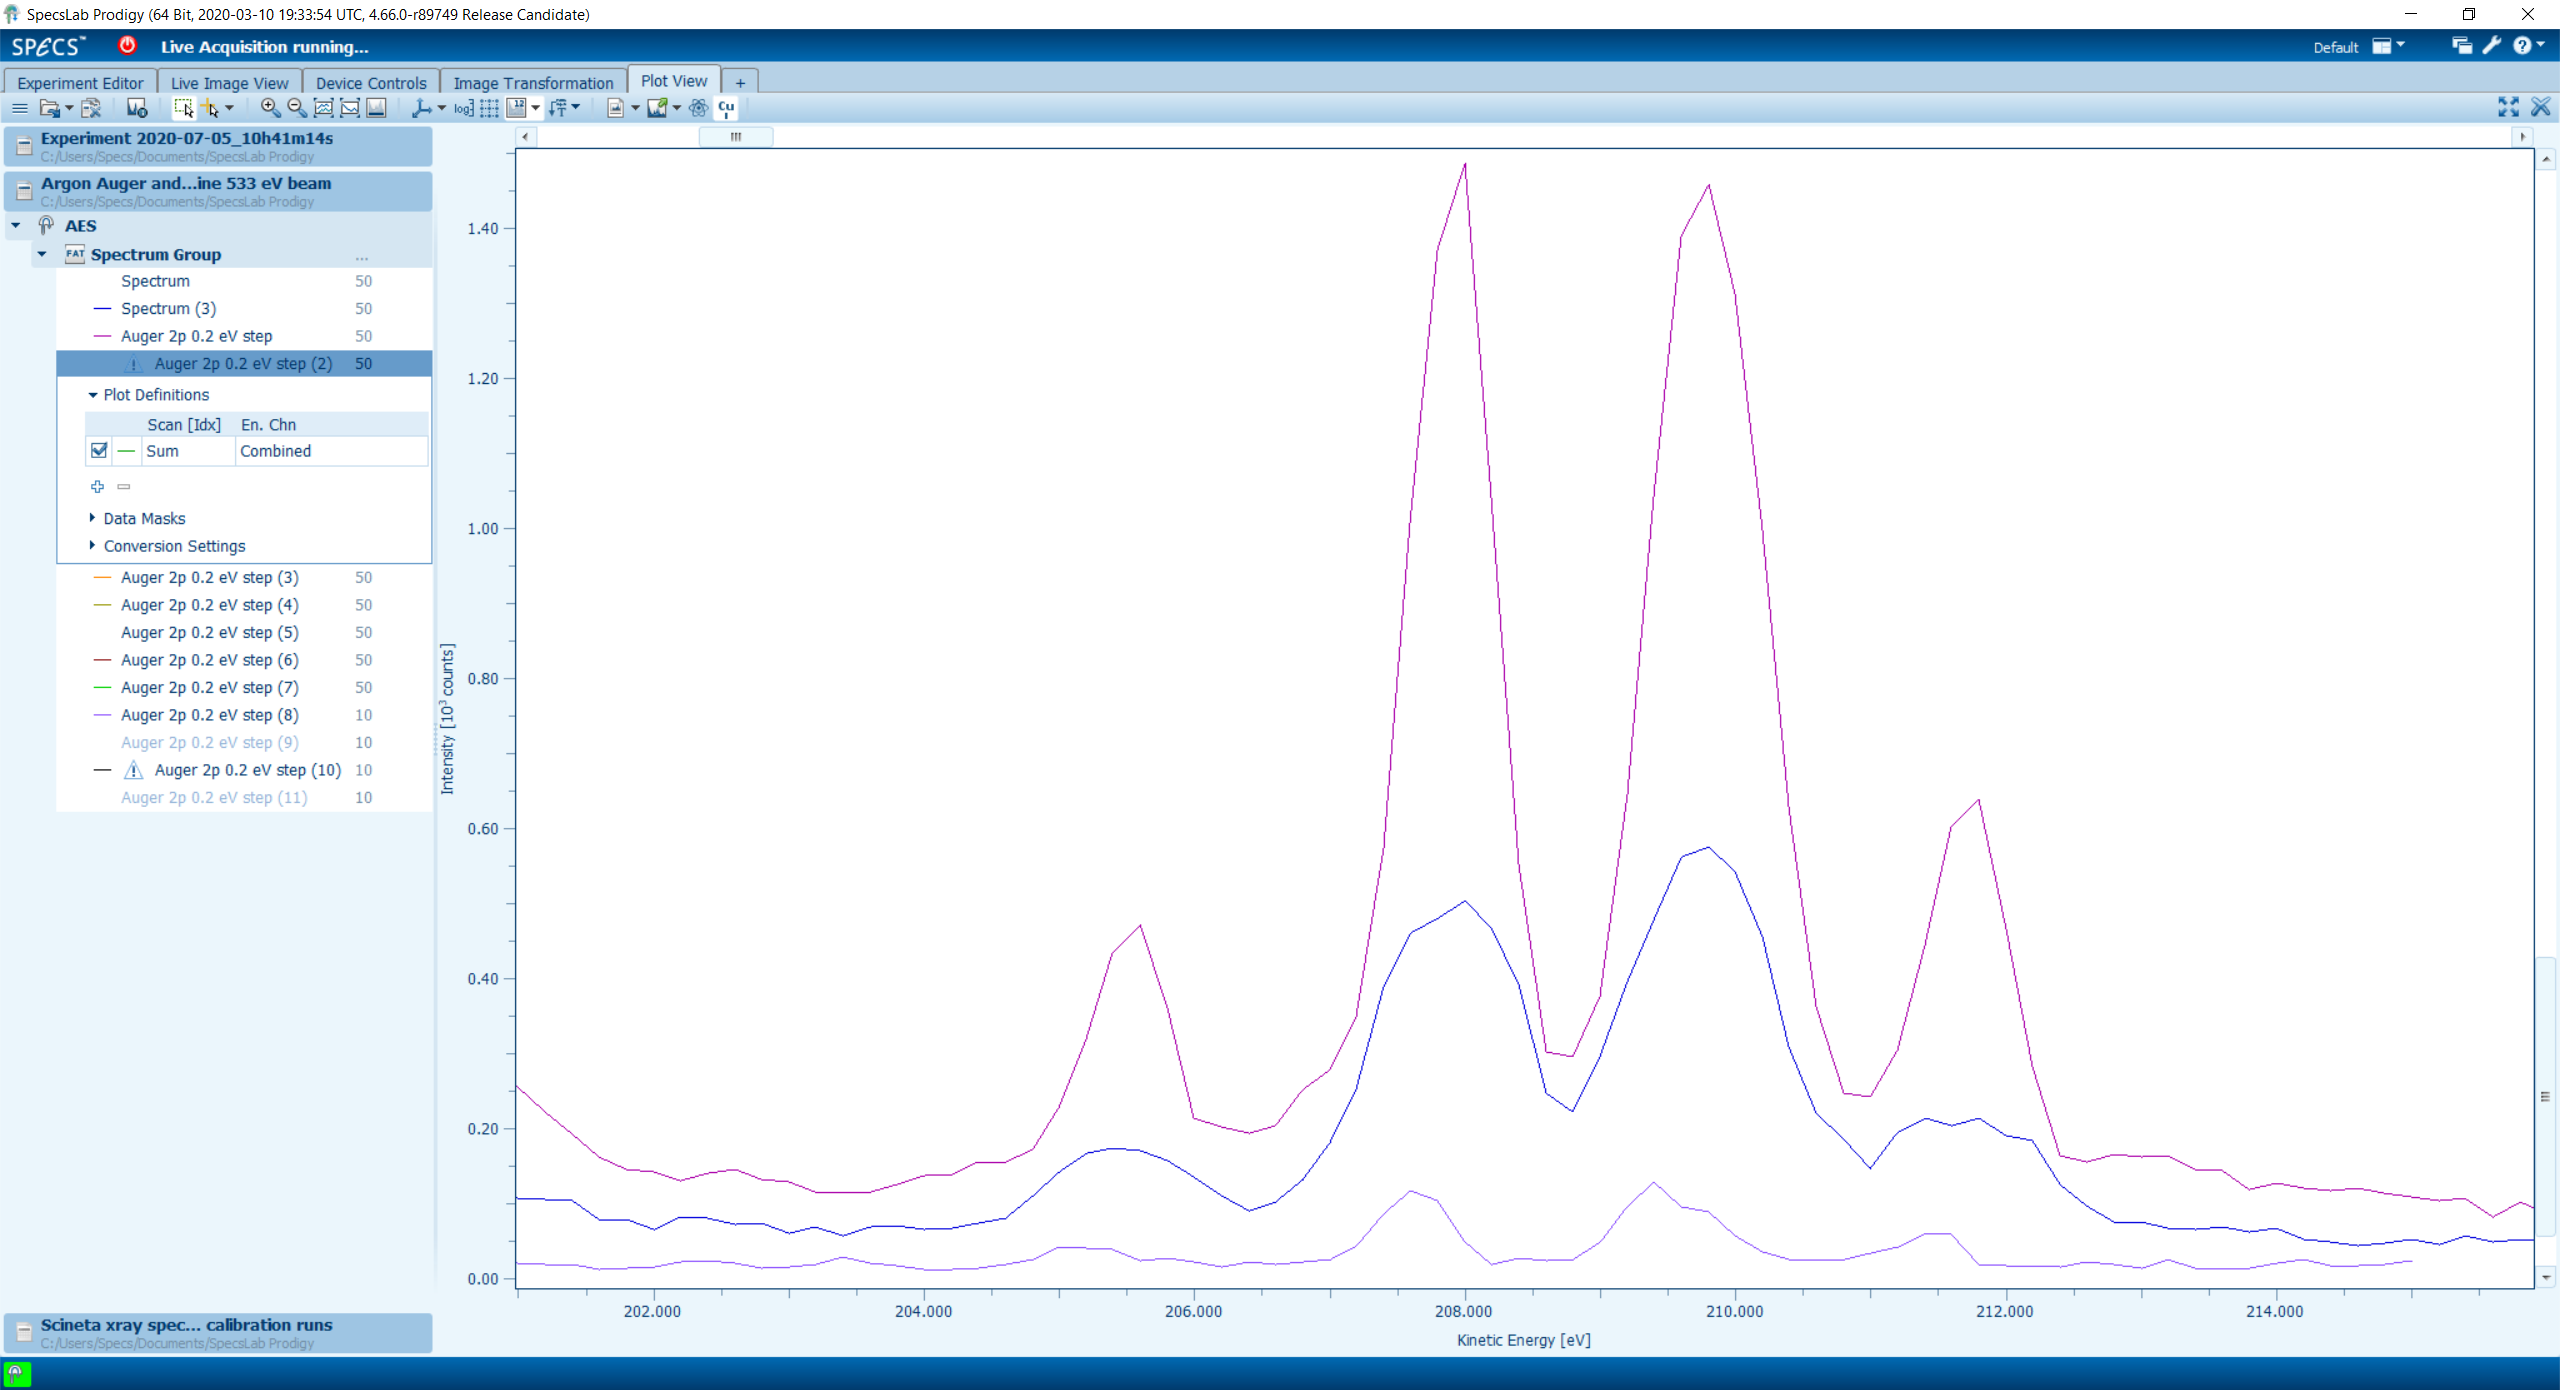 SpecsLab Prodigy (64 Bit, 2020-03-10 19:33:54 UTC, 4.66.0-r89749 Release Candidate)
SPECS™ Live Acquisition running... Default
Experiment Editor Live Image View Device Controls Image Transformation Plot View +
log 12 Cu
Experiment 2020-07-05_10h41m14s
C:/Users/Specs/Documents/SpecsLab Prodigy
Argon Auger and...ine 533 eV beam
C:/Users/Specs/Documents/SpecsLab Prodigy
AES
FAT Spectrum Group ...
Spectrum 50
Spectrum (3) 50
Auger 2p 0.2 eV step 50
Auger 2p 0.2 eV step (2) 50
Plot Definitions
Scan [Idx] En. Chn
Sum Combined
Data Masks
Conversion Settings
Auger 2p 0.2 eV step (3) 50
Auger 2p 0.2 eV step (4) 50
Auger 2p 0.2 eV step (5) 50
Auger 2p 0.2 eV step (6) 50
Auger 2p 0.2 eV step (7) 50
Auger 2p 0.2 eV step (8) 10
Auger 2p 0.2 eV step (9) 10
Auger 2p 0.2 eV step (10) 10
Auger 2p 0.2 eV step (11) 10
Scineta xray spec... calibration runs
C:/Users/Specs/Documents/SpecsLab Prodigy
Intensity [10³ counts]
1.40
1.20
1.00
0.80
0.60
0.40
0.20
0.00
202.000 204.000 206.000 208.000 210.000 212.000 214.000
Kinetic Energy [eV]